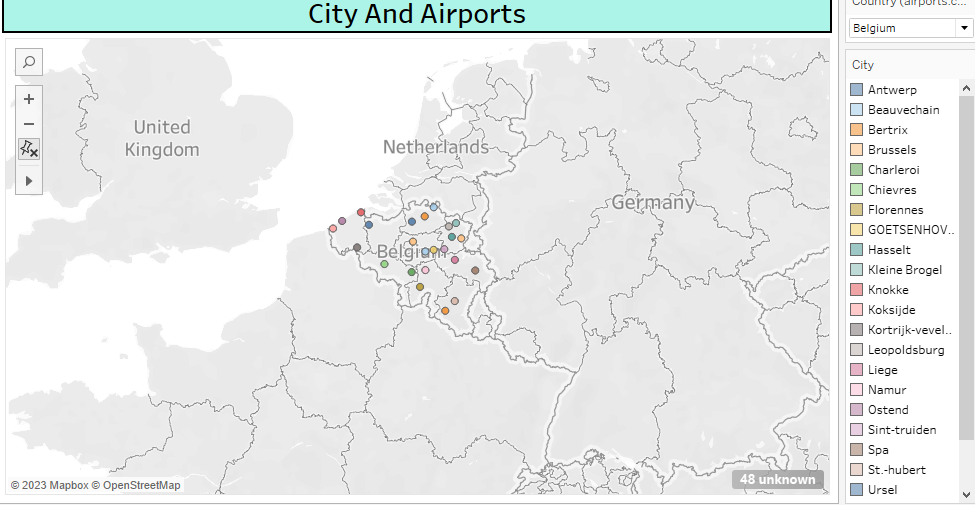 City And Airports
Country (airports.c...
Belgium
City
Antwerp
Beauvechain
Bertrix
Brussels
Charleroi
Chievres
Florennes
GOETSENHOV..
Hasselt
Kleine Brogel
Knokke
Koksijde
Kortrijk-vevel..
Leopoldsburg
Liege
Namur
Ostend
Sint-truiden
Spa
St.-hubert
Ursel
United
Kingdom
Netherlands
Germany
Belgium
© 2023 Mapbox © OpenStreetMap
48 unknown